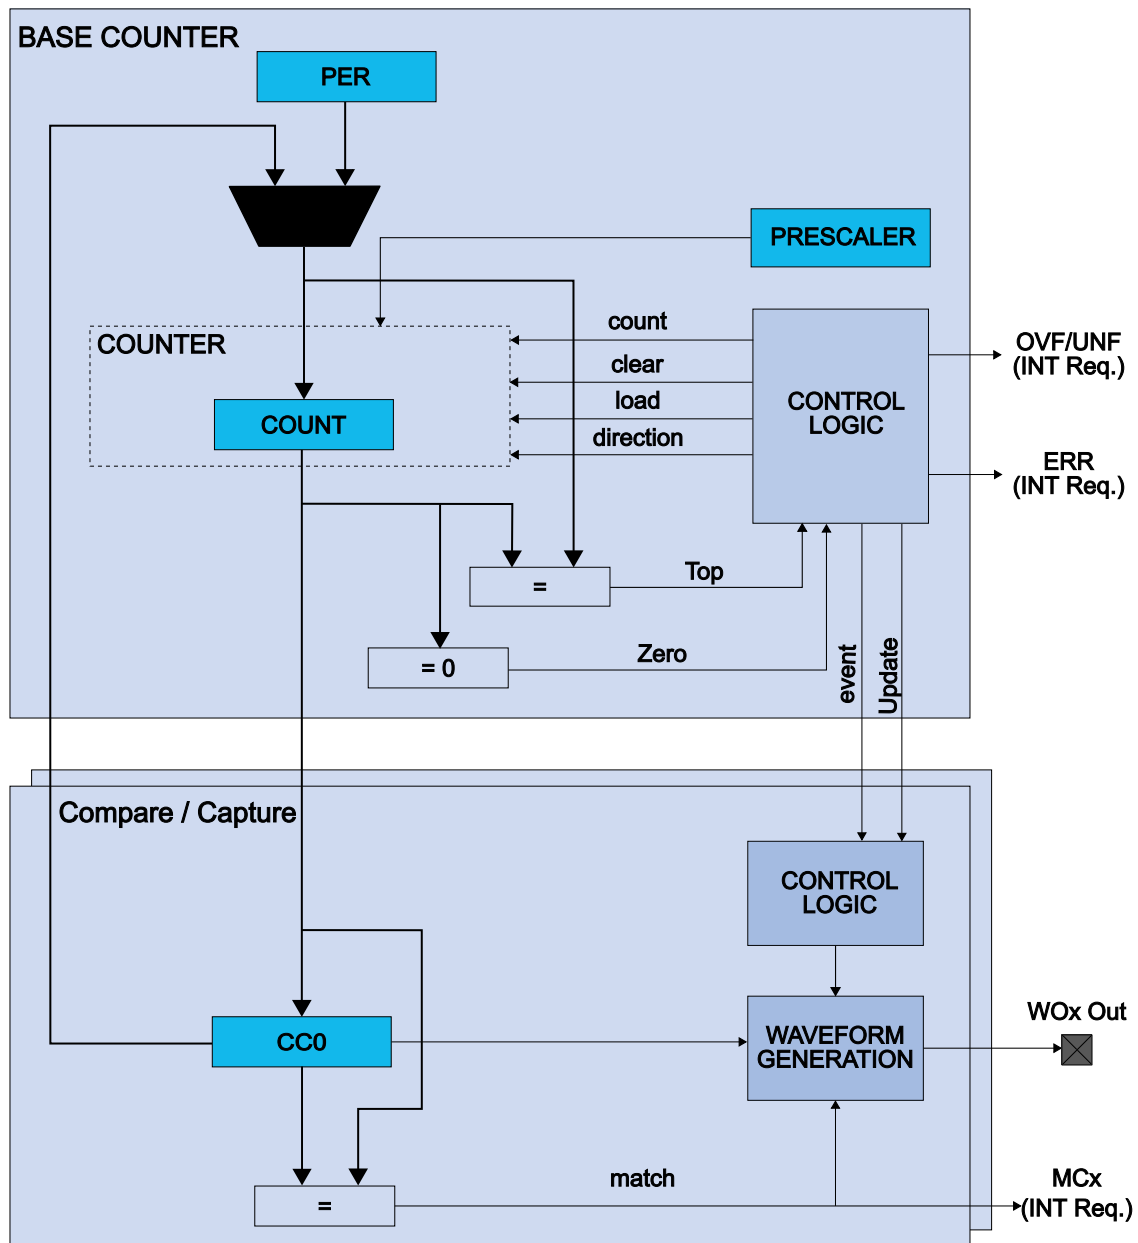 BASE COUNTER
PER
PRESCALER
COUNTER
count
clear
load
direction
COUNT
CONTROL
LOGIC
OVF/UNF
(INT Req.)
ERR
(INT Req.)
=
Top
= 0
Zero
event
Update
Compare / Capture
CONTROL
LOGIC
CC0
WAVEFORM
GENERATION
WOx Out
=
match
MCx
(INT Req.)